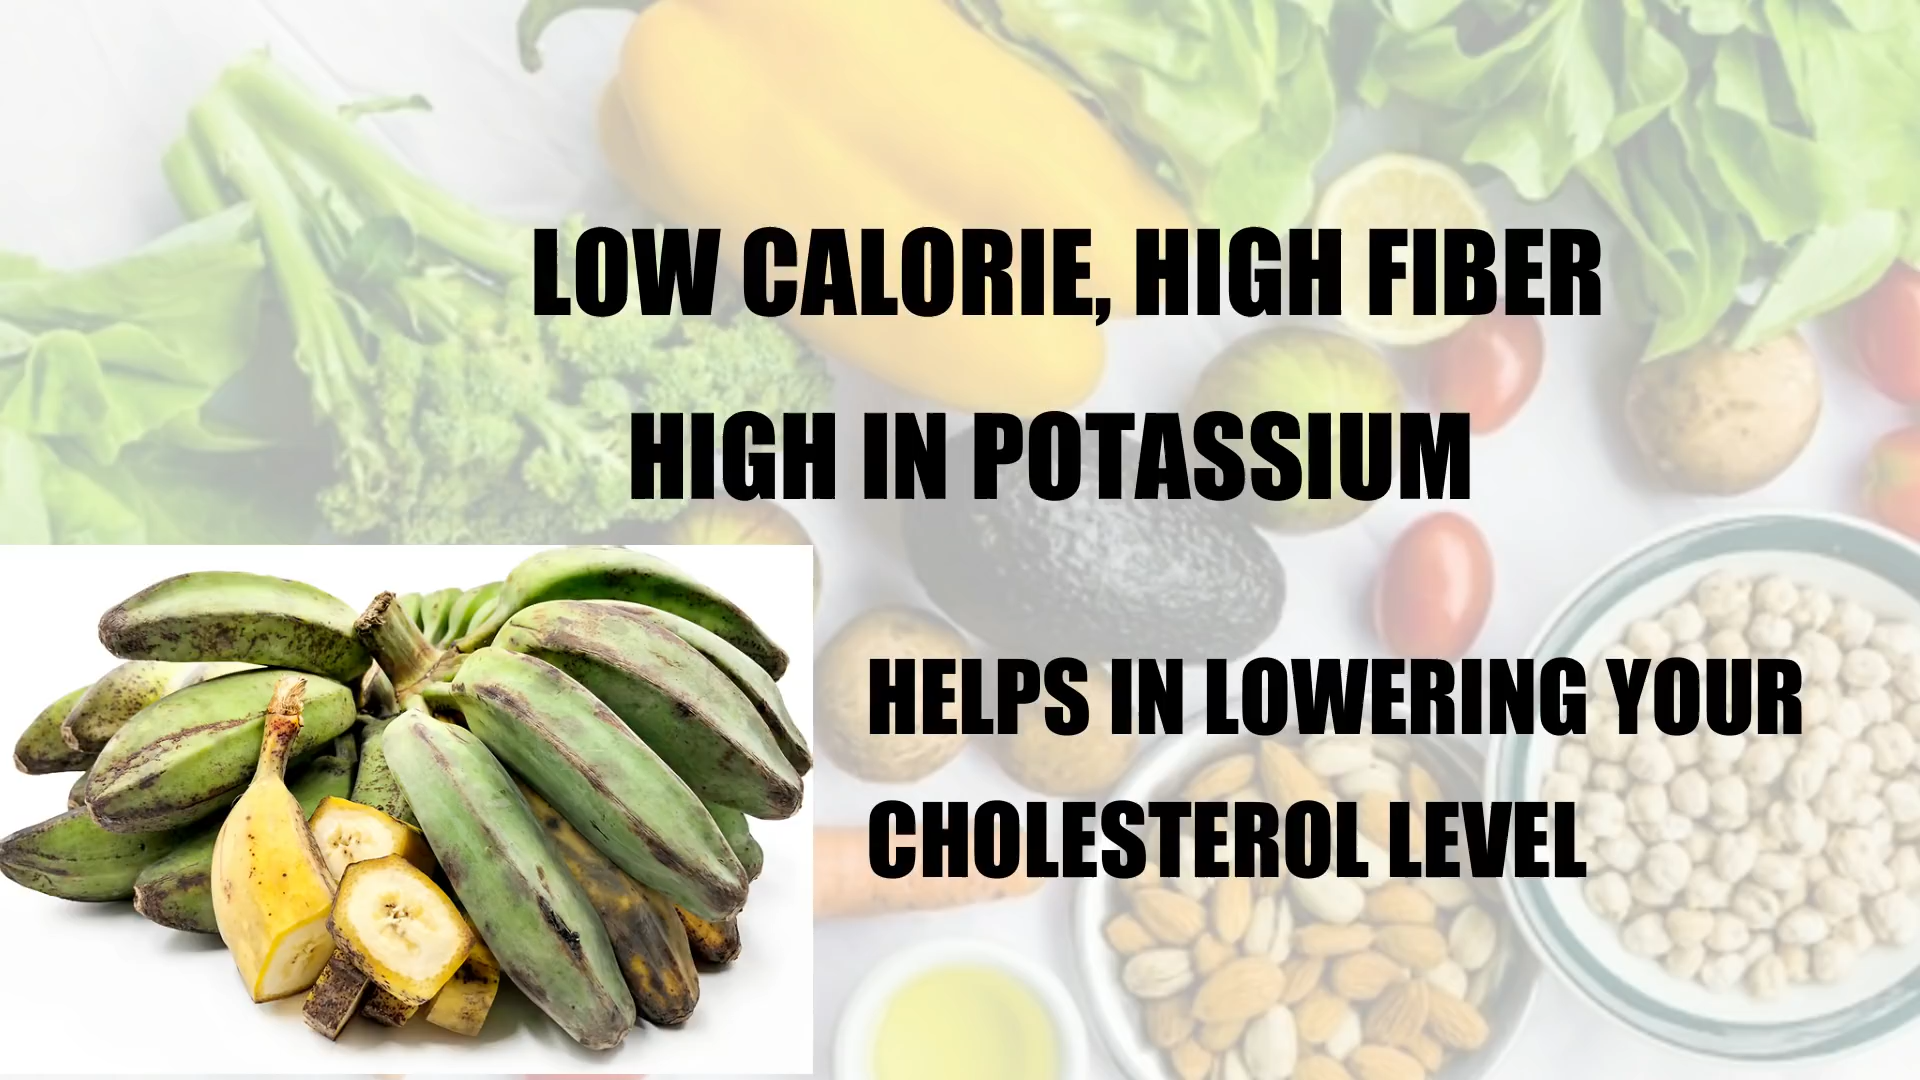 LOW CALORIE, HIGH FIBER
HIGH IN POTASSIUM
HELPS IN LOWERING YOUR
CHOLESTEROL LEVEL